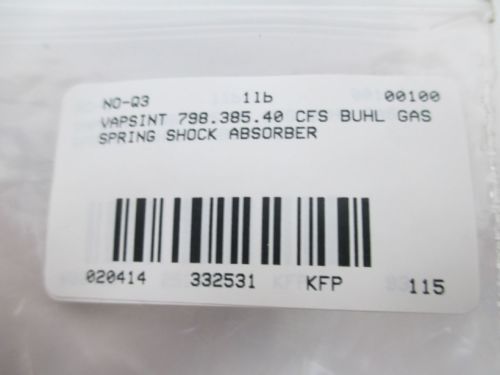 NO-Q3 11b 00100
VAPSINT 798.385.40 CFS BUHL GAS
SPRING SHOCK ABSORBER
020414 332531 KFP 115